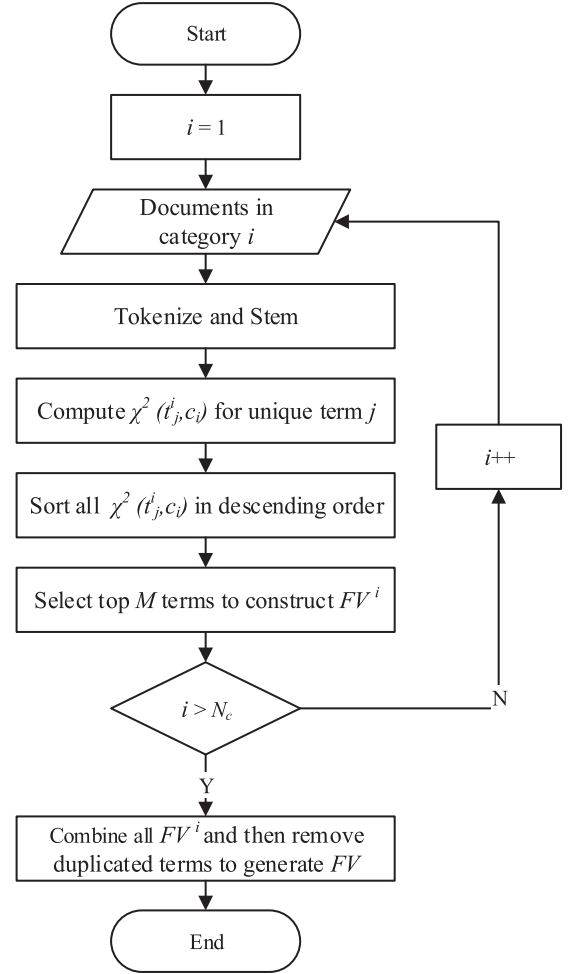 Start
i = 1
Documents in
category i
Tokenize and Stem
Compute χ² (tⁱⱼ,cᵢ) for unique term j
i++
Sort all χ² (tⁱⱼ,cᵢ) in descending order
Select top M terms to construct FV ⁱ
i > N_c
N
Y
Combine all FV ⁱ and then remove
duplicated terms to generate FV
End